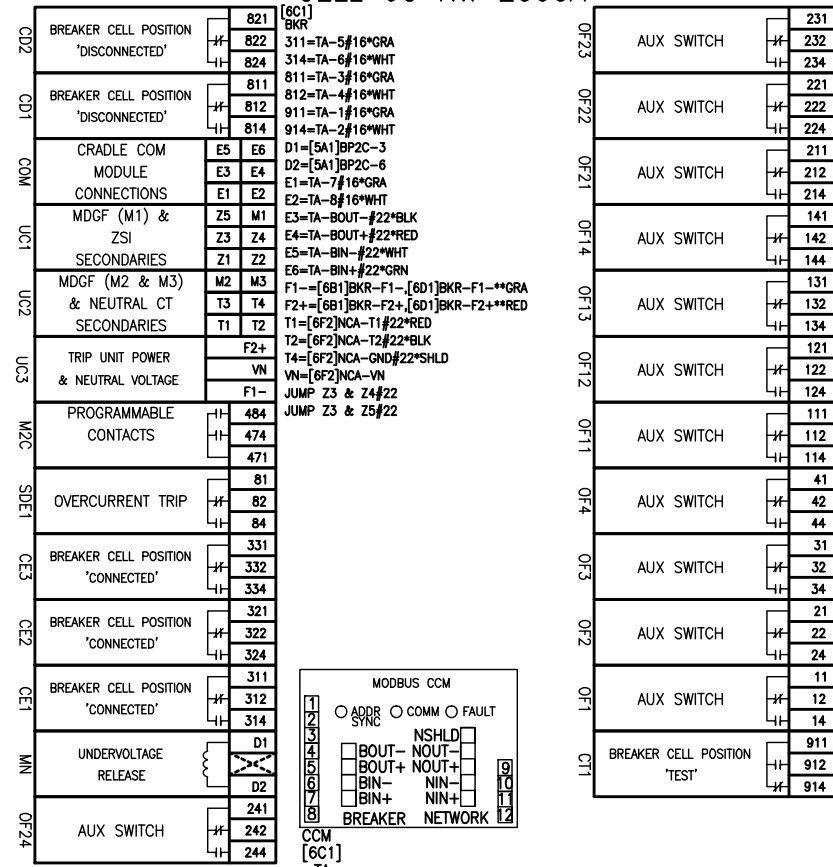 CD2
BREAKER CELL POSITION
'DISCONNECTED'
821
822
824
CD1
BREAKER CELL POSITION
'DISCONNECTED'
811
812
814
COM
CRADLE COM
MODULE
CONNECTIONS
E5 E6
E3 E4
E1 E2
UC1
MDGF (M1) &
ZSI
SECONDARIES
Z5 M1
Z3 Z4
Z1 Z2
UC2
MDGF (M2 & M3)
& NEUTRAL CT
SECONDARIES
M2 M3
T3 T4
T1 T2
UC3
TRIP UNIT POWER
& NEUTRAL VOLTAGE
F2+
VN
F1-
M2C
PROGRAMMABLE
CONTACTS
484
474
471
SDE1
OVERCURRENT TRIP
81
82
84
CE3
BREAKER CELL POSITION
'CONNECTED'
331
332
334
CE2
BREAKER CELL POSITION
'CONNECTED'
321
322
324
CE1
BREAKER CELL POSITION
'CONNECTED'
311
312
314
MN
UNDERVOLTAGE
RELEASE
D1
D2
OF24
AUX SWITCH
241
242
244
[6C1]
BKR
311=TA-5#16*GRA
314=TA-6#16*WHT
811=TA-3#16*GRA
812=TA-4#16*WHT
911=TA-1#16*GRA
914=TA-2#16*WHT
D1=[5A1]BP2C-3
D2=[5A1]BP2C-6
E1=TA-7#16*GRA
E2=TA-8#16*WHT
E3=TA-BOUT-#22*BLK
E4=TA-BOUT+#22*RED
E5=TA-BIN-#22*WHT
E6=TA-BIN+#22*GRN
F1-=[6B1]BKR-F1-,[6D1]BKR-F1-**GRA
F2+=[6B1]BKR-F2+,[6D1]BKR-F2+**RED
T1=[6F2]NCA-T1#22*RED
T2=[6F2]NCA-T2#22*BLK
T4=[6F2]NCA-GND#22*SHLD
VN=[6F2]NCA-VN
JUMP Z3 & Z4#22
JUMP Z3 & Z5#22
MODBUS CCM
ADDR SYNC COMM FAULT
1
2
3
4
5
6
7
8
NSHLD
BOUT- NOUT-
BOUT+ NOUT+
BIN- NIN-
BIN+ NIN+
9
10
11
12
BREAKER NETWORK
CCM
[6C1]
TA
OF23
AUX SWITCH
231
232
234
OF22
AUX SWITCH
221
222
224
OF21
AUX SWITCH
211
212
214
OF14
AUX SWITCH
141
142
144
OF13
AUX SWITCH
131
132
134
OF12
AUX SWITCH
121
122
124
OF11
AUX SWITCH
111
112
114
OF4
AUX SWITCH
41
42
44
OF3
AUX SWITCH
31
32
34
OF2
AUX SWITCH
21
22
24
OF1
AUX SWITCH
11
12
14
CT1
BREAKER CELL POSITION
'TEST'
911
912
914